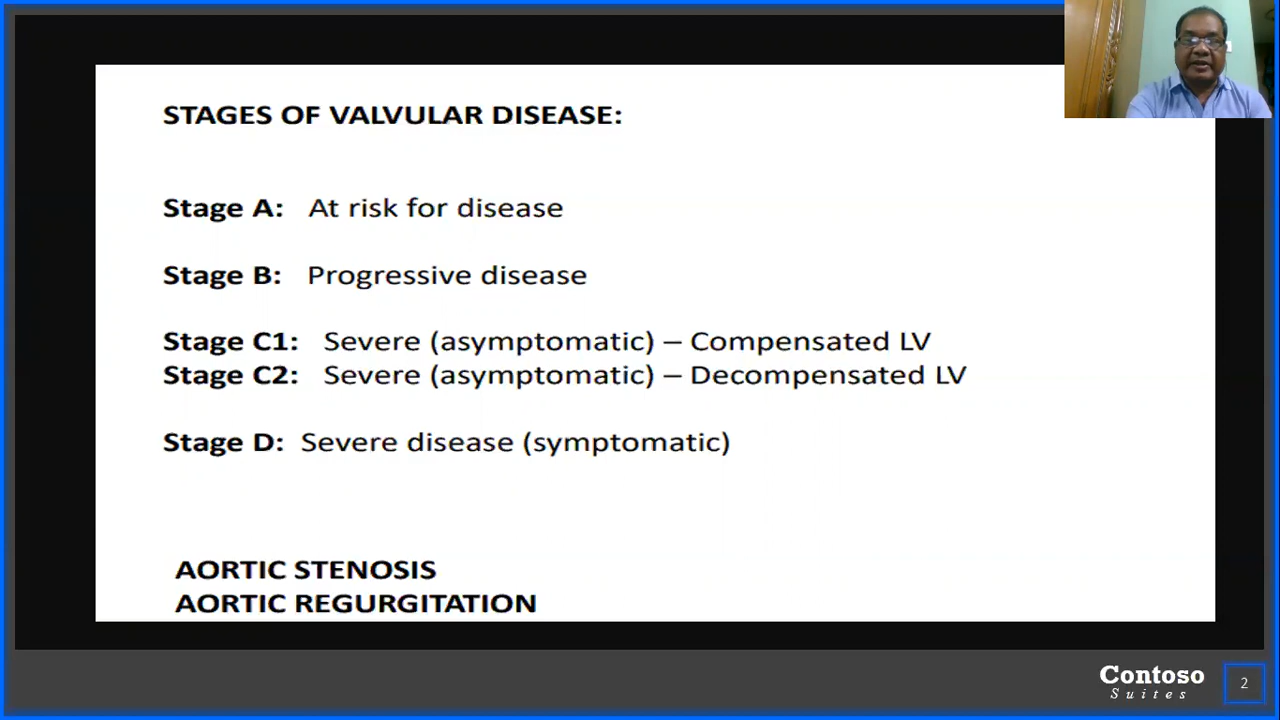 STAGES OF VALVULAR DISEASE:
Stage A: At risk for disease
Stage B: Progressive disease
Stage C1: Severe (asymptomatic) – Compensated LV
Stage C2: Severe (asymptomatic) – Decompensated LV
Stage D: Severe disease (symptomatic)
AORTIC STENOSIS
AORTIC REGURGITATION
Contoso
Suites
2